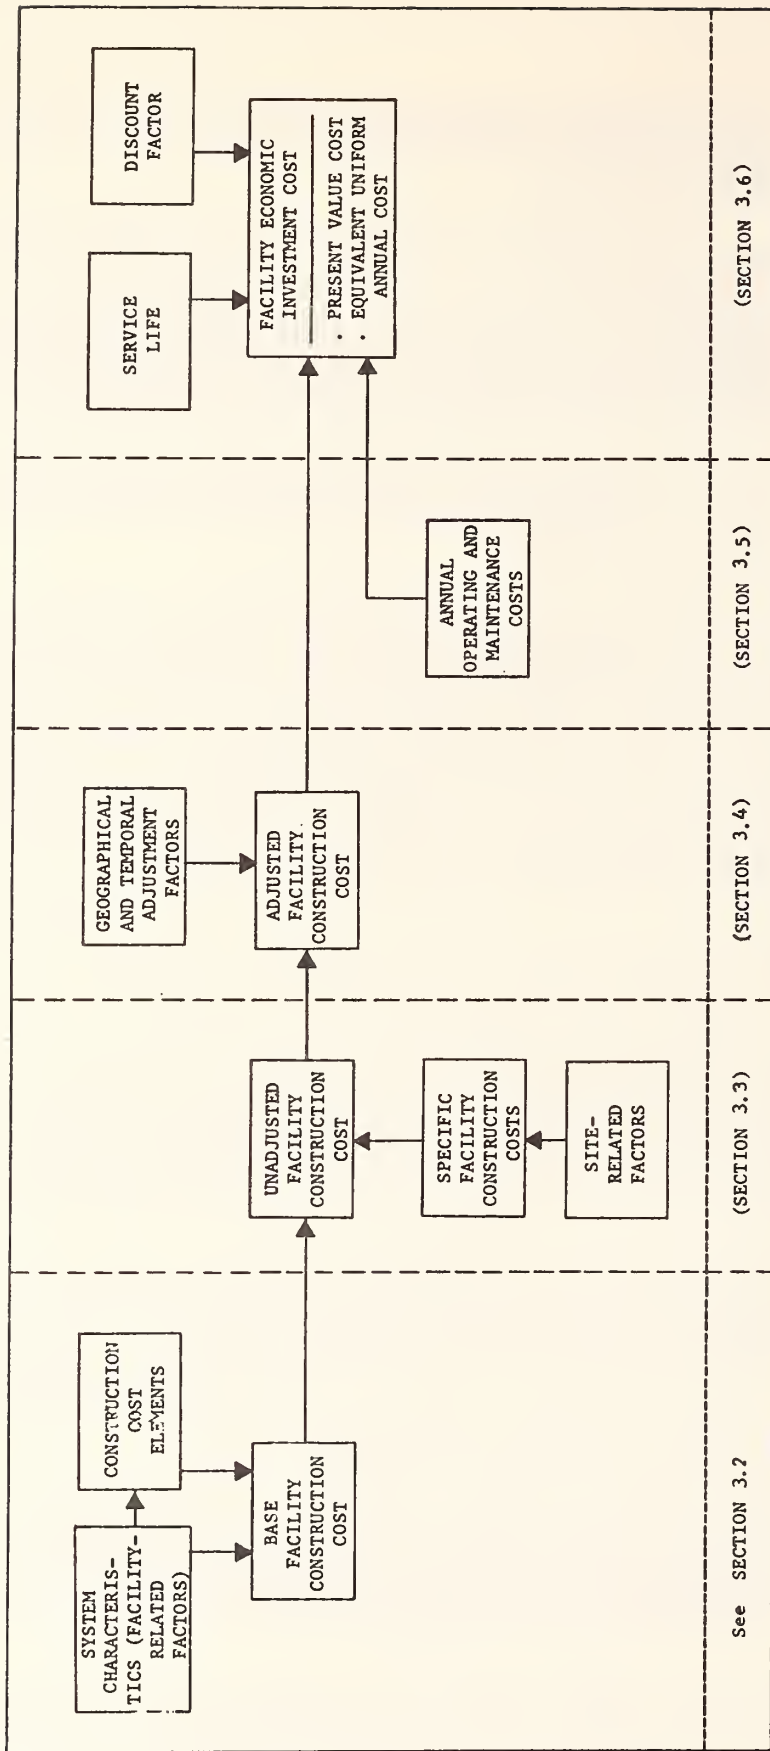 SYSTEM
CHARACTERIS-
TICS (FACILITY-
RELATED
FACTORS)
CONSTRUCTION
COST
ELEMENTS
BASE
FACILITY
CONSTRUCTION
COST
See SECTION 3.2
UNADJUSTED
FACILITY
CONSTRUCTION
COST
SPECIFIC
FACILITY
CONSTRUCTION
COSTS
SITE-
RELATED
FACTORS
(SECTION 3.3)
GEOGRAPHICAL
AND TEMPORAL
ADJUSTMENT
FACTORS
ADJUSTED
FACILITY.
CONSTRUCTION
COST
(SECTION 3.4)
ANNUAL
OPERATING AND
MAINTENANCE
COSTS
(SECTION 3.5)
SERVICE
LIFE
DISCOUNT
FACTOR
FACILITY ECONOMIC
INVESTMENT COST
. PRESENT VALUE COST
. EQUIVALENT UNIFORM
ANNUAL COST
(SECTION 3.6)